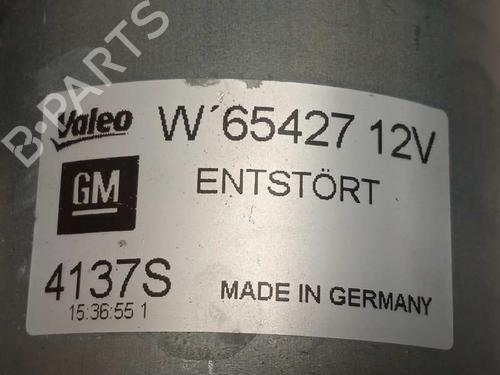 B-PARTS
Valeo W´65427 12V
GM ENTSTÖRT
4137S MADE IN GERMANY
15:36:55 1